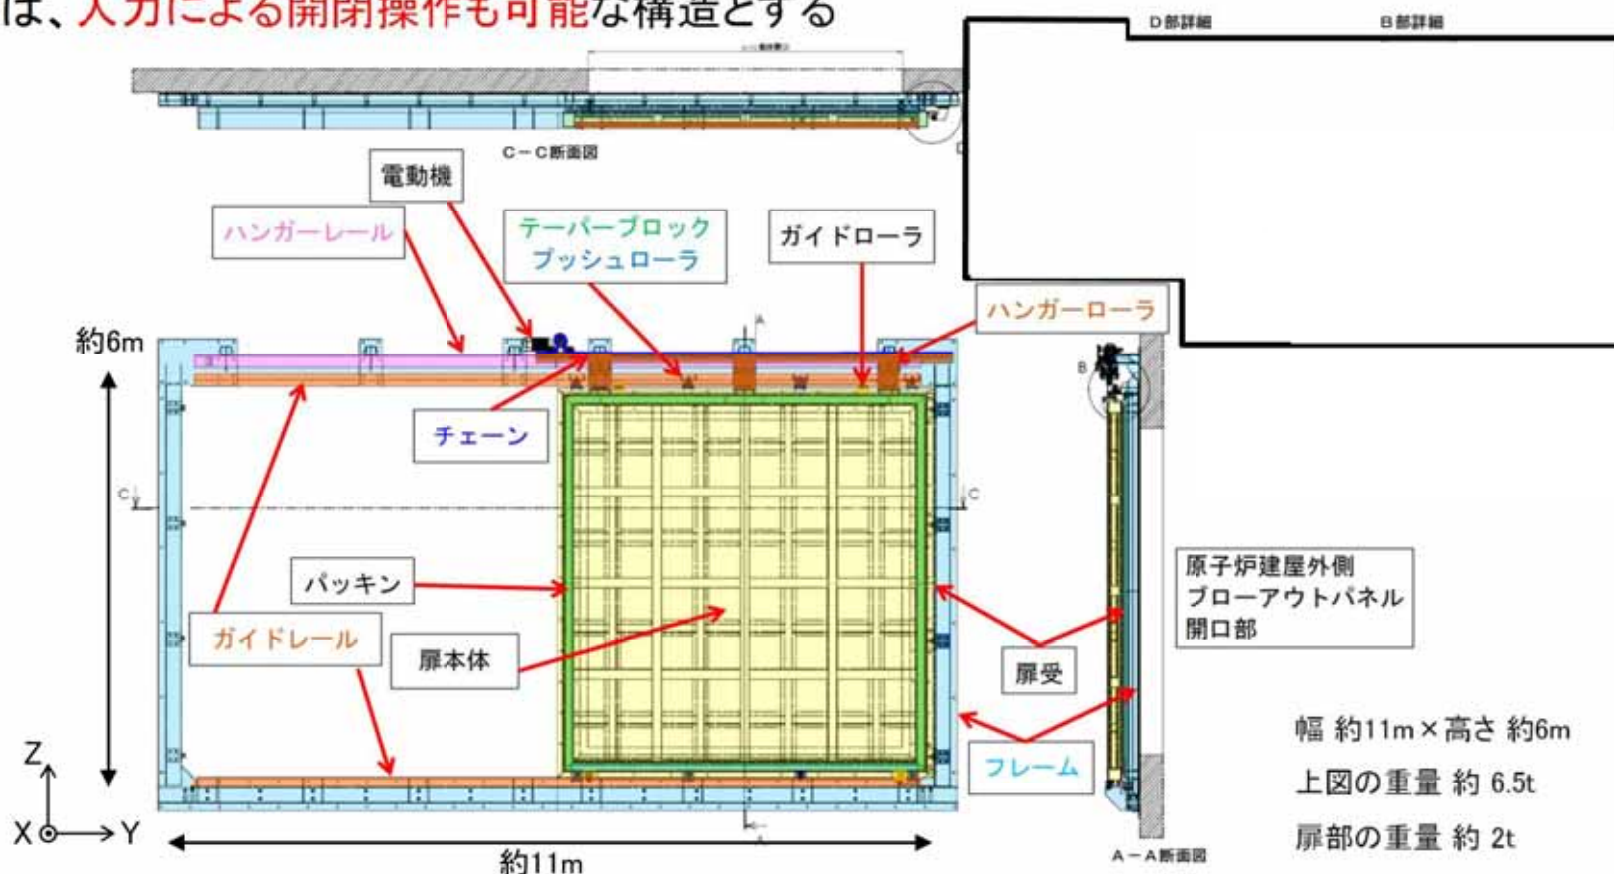 は、人力による開閉操作も可能な構造とする
D部詳細
B部詳細
C－C断面図
電動機
ハンガーレール
テーパーブロック
プッシュローラ
ガイドローラ
ハンガーローラ
約6m
A
B
チェーン
C
C
パッキン
ガイドレール
扉本体
原子炉建屋外側
ブローアウトパネル
開口部
扉受
フレーム
幅 約11m×高さ 約6m
上図の重量 約 6.5t
扉部の重量 約 2t
Z
X
Y
A
A－A断面図
約11m